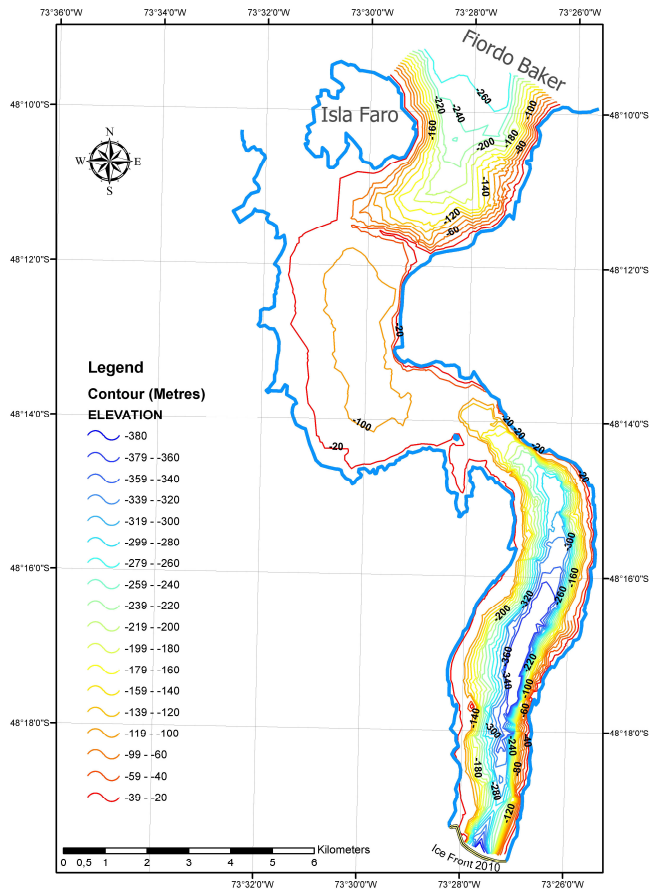 73°36'0"W 73°32'0"W 73°30'0"W 73°28'0"W 73°26'0"W
Fiordo Baker
Isla Faro
48°10'0"S
48°10'0"S
N
W E
S
-260
-220
-240
-100
-160
-180
-200
-80
-140
-120
-60
48°12'0"S
48°12'0"S
-20
Legend
Contour (Metres)
ELEVATION
-380
-379 - -360
-359 - -340
-339 - -320
-319 - -300
-299 - -280
-279 - -260
-259 - -240
-239 - -220
-219 - -200
-199 - -180
-179 - -160
-159 - -140
-139 - -120
-119 - -100
-99 - -60
-59 - -40
-39 - -20
48°14'0"S
48°14'0"S
-100
-20
-20
-20
-20
-20
-300
48°16'0"S
48°16'0"S
-160
-260
-320
-200
-360
-220
-340
-100
-60
-140
48°18'0"S
48°18'0"S
-300
-40
-240
-180
-80
-280
-120
Ice Front 2010
Kilometers
0 0,5 1 2 3 4 5 6
73°32'0"W 73°30'0"W 73°28'0"W 73°26'0"W